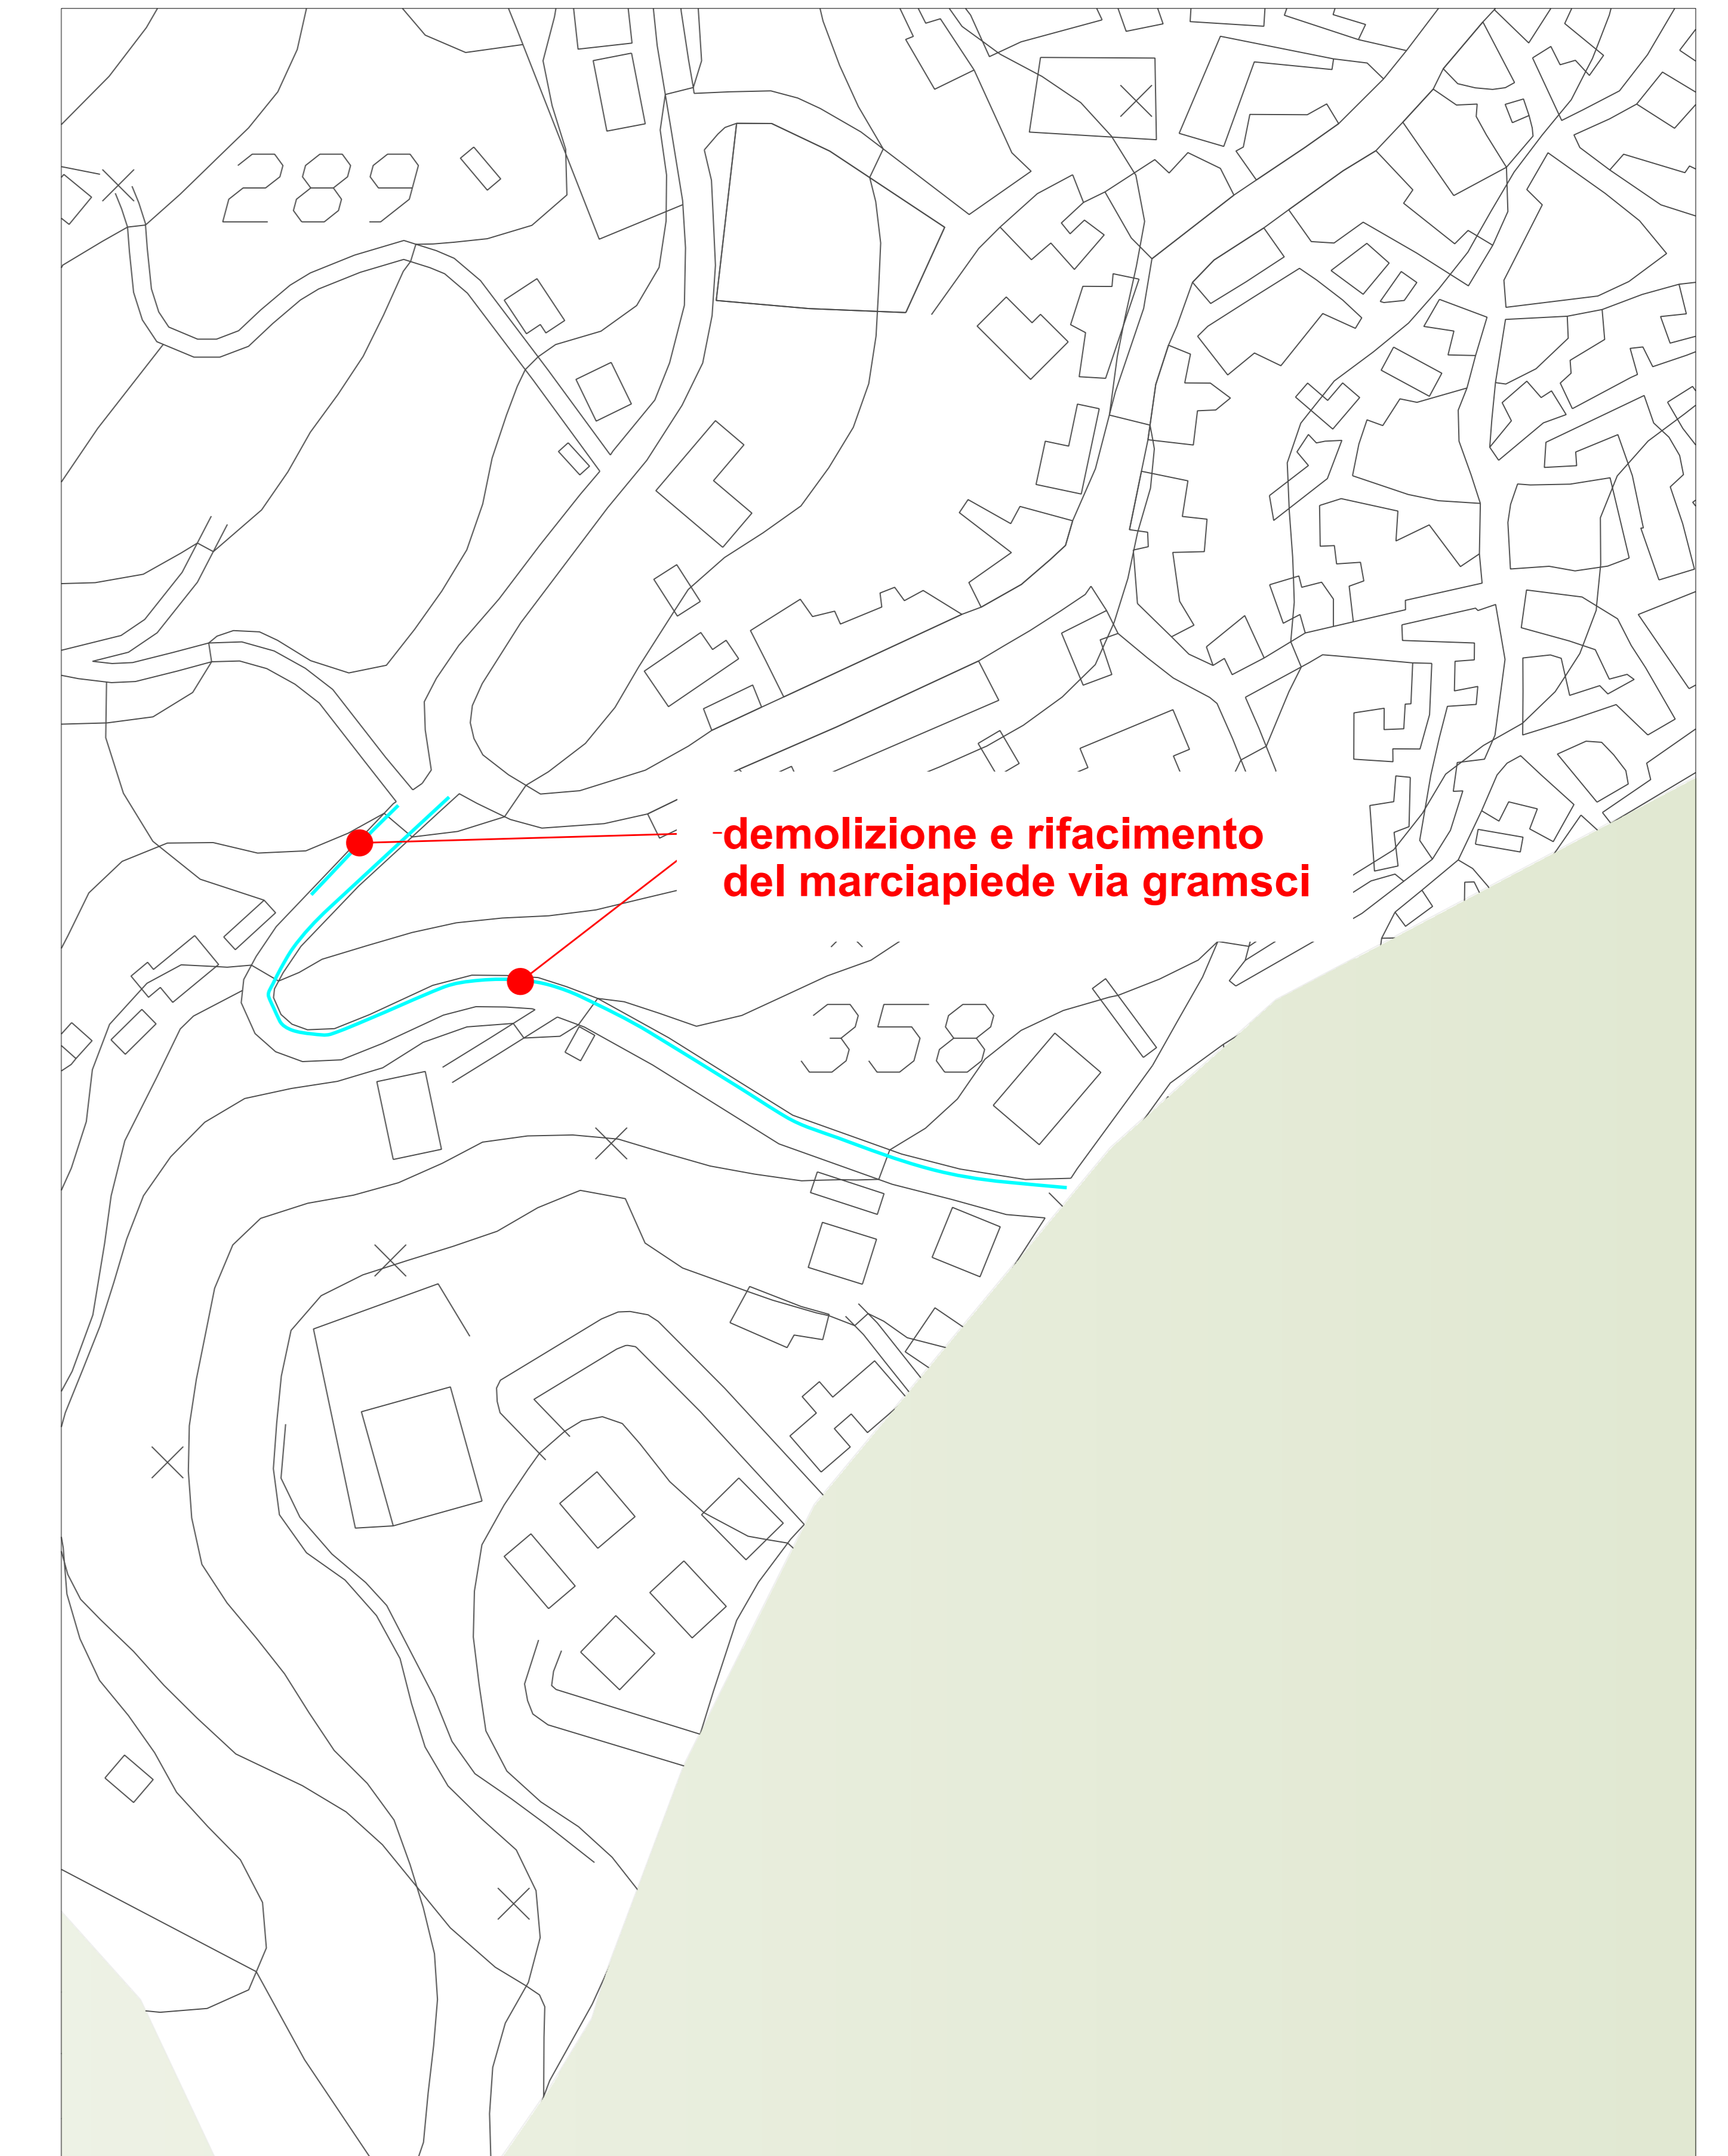 289
-demolizione e rifacimento
del marciapiede via gramsci
358